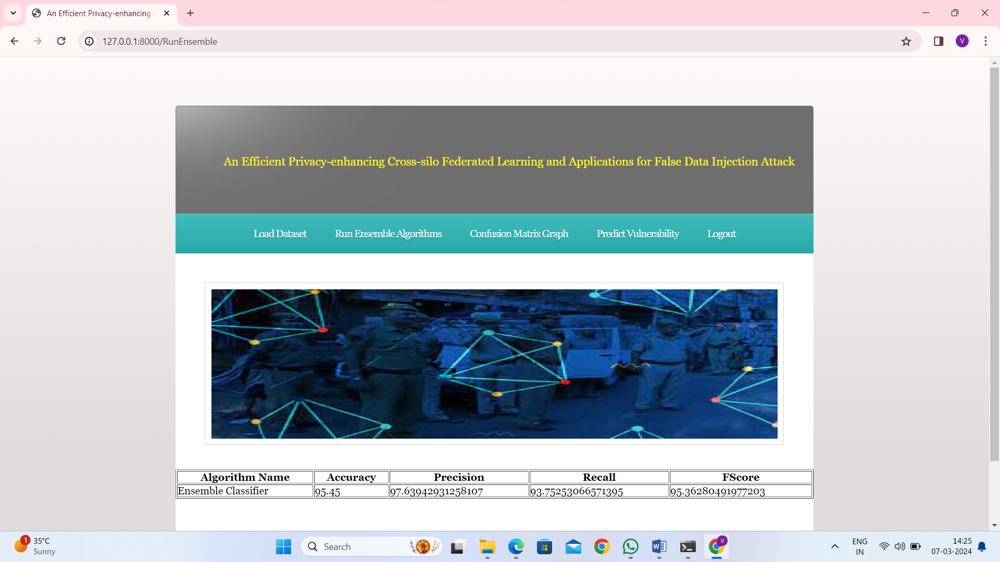 An Efficient Privacy-enhancing
127.0.0.1:8000/RunEnsemble
V
An Efficient Privacy-enhancing Cross-silo Federated Learning and Applications for False Data Injection Attack
Load Dataset Run Ensemble Algorithms Confusion Matrix Graph Predict Vulnerability Logout
Algorithm Name Accuracy Precision Recall FScore
Ensemble Classifier 95.45 97.63942931258107 93.75253066571395 95.36280491977203
1
35°C
Sunny
Search
V
ENG
IN
14:25
07-03-2024